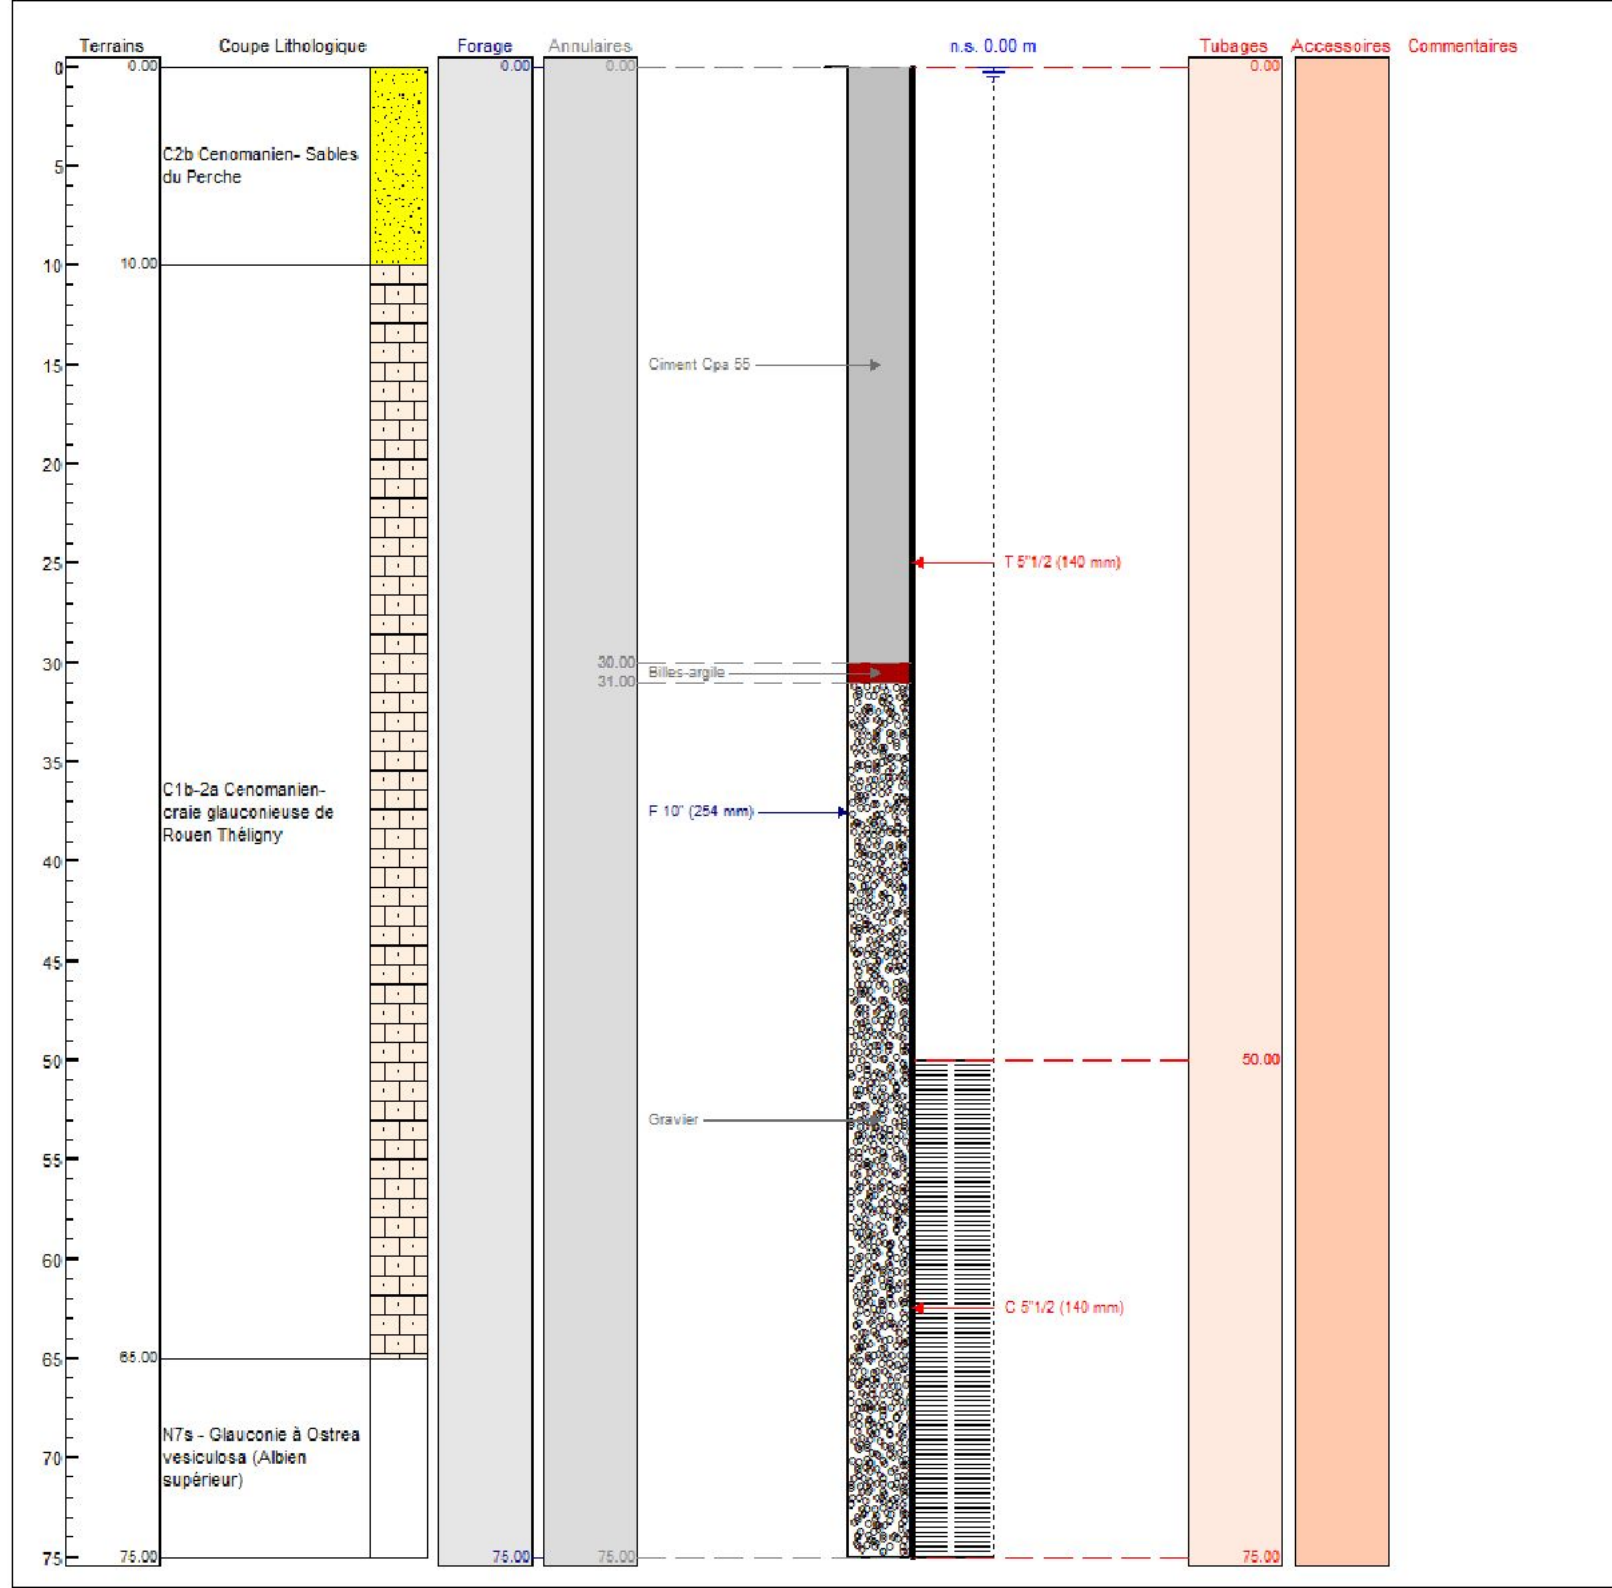 Terrains Coupe Lithologique Forage Annulaires n.s. 0.00 m Tubages Accessoires Commentaires
0 0.00 0.00 0.00 0.00
C2b Cenomanien- Sables
du Perche
5
10 10.00
15 Ciment Cpa 55
20
25 T 5"1/2 (140 mm)
30 30.00
Billes-argile
31.00
35
C1b-2a Cenomanien-
craie glauconieuse de
Rouen Théligny
F 10" (254 mm)
40
45
50 50.00
Gravier
55
60
C 5"1/2 (140 mm)
65 65.00
N7s - Glauconie à Ostrea
vesiculosa (Albien
supérieur)
70
75 75.00 75.00 75.00 75.00